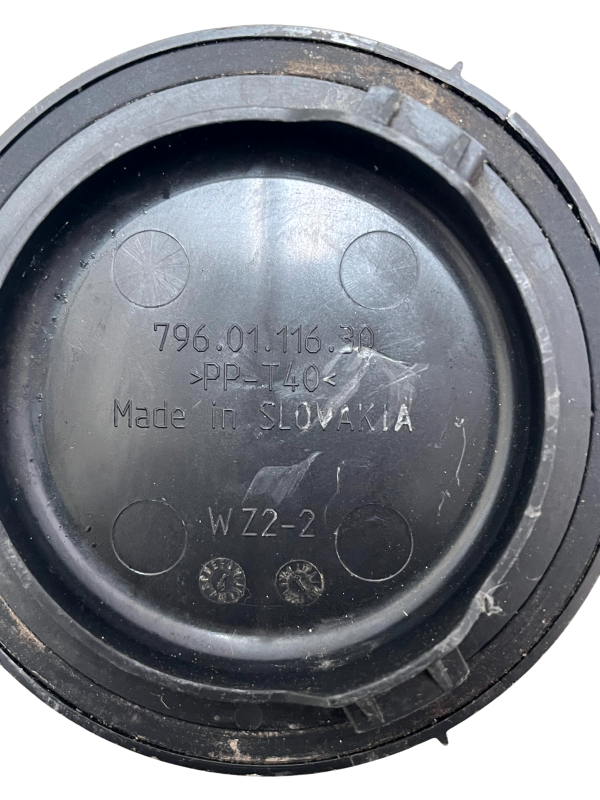 796.01.116.30
>PP-T40<
Made in SLOVAKIA
WZ2-2